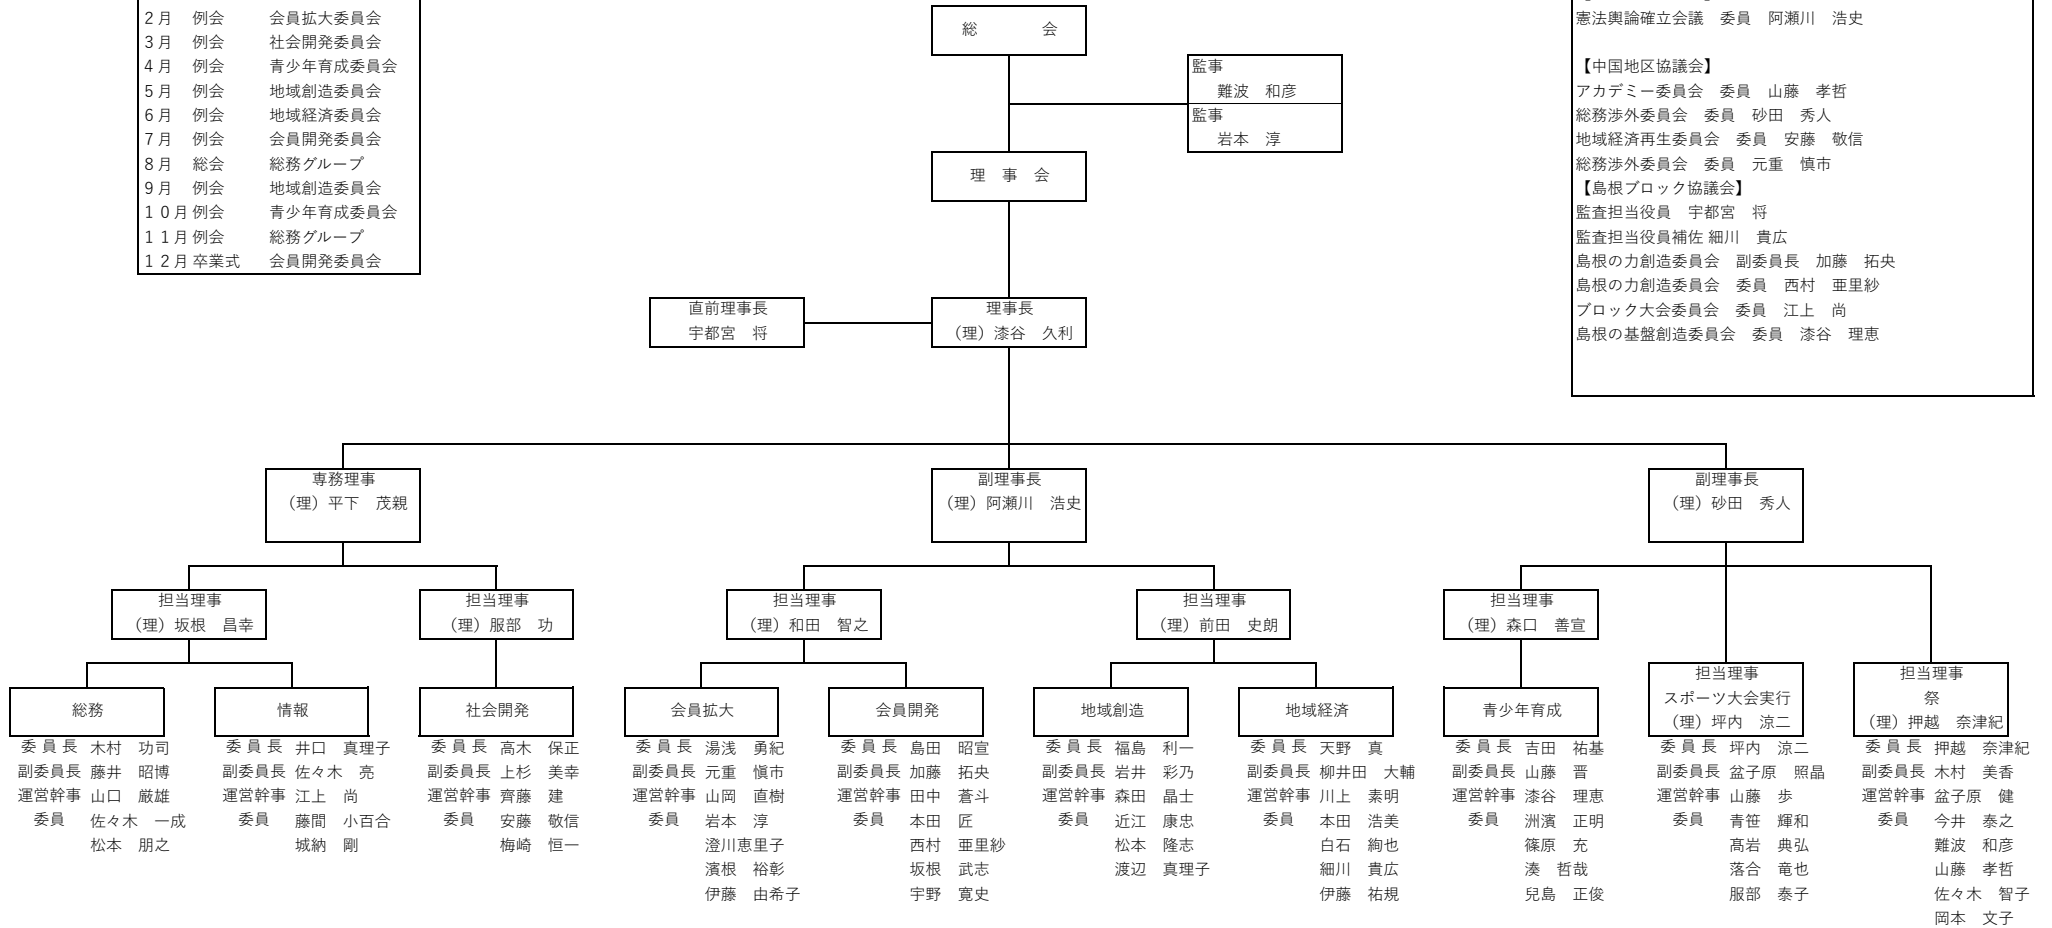 2月 例会 会員拡大委員会
3月 例会 社会開発委員会
4月 例会 青少年育成委員会
5月 例会 地域創造委員会
6月 例会 地域経済委員会
7月 例会 会員開発委員会
8月 総会 総務グループ
9月 例会 地域創造委員会
10月 例会 青少年育成委員会
11月 例会 総務グループ
12月 卒業式 会員開発委員会
総 会
監事
難波 和彦
監事
岩本 淳
理 事 会
直前理事長
宇都宮 将
理事長
（理）漆谷 久利
憲法輿論確立会議 委員 阿瀬川 浩史
【中国地区協議会】
アカデミー委員会 委員 山藤 孝哲
総務渉外委員会 委員 砂田 秀人
地域経済再生委員会 委員 安藤 敬信
総務渉外委員会 委員 元重 慎市
【島根ブロック協議会】
監査担当役員 宇都宮 将
監査担当役員補佐 細川 貴広
島根の力創造委員会 副委員長 加藤 拓央
島根の力創造委員会 委員 西村 亜里紗
ブロック大会委員会 委員 江上 尚
島根の基盤創造委員会 委員 漆谷 理恵
専務理事
（理）平下 茂親
副理事長
（理）阿瀬川 浩史
副理事長
（理）砂田 秀人
担当理事
（理）坂根 昌幸
担当理事
（理）服部 功
担当理事
（理）和田 智之
担当理事
（理）前田 史朗
担当理事
（理）森口 善宣
担当理事
スポーツ大会実行
（理）坪内 涼二
担当理事
祭
（理）押越 奈津紀
総務
委 員 長 木村 功司
副委員長 藤井 昭博
運営幹事 山口 厳雄
委員 佐々木 一成
松本 朋之
情報
委 員 長 井口 真理子
副委員長 佐々木 亮
運営幹事 江上 尚
委員 藤間 小百合
城納 剛
社会開発
委 員 長 高木 保正
副委員長 上杉 美幸
運営幹事 齊藤 建
委員 安藤 敬信
梅崎 恒一
会員拡大
委 員 長 湯浅 勇紀
副委員長 元重 愼市
運営幹事 山岡 直樹
委員 岩本 淳
澄川恵里子
濱根 裕彰
伊藤 由希子
会員開発
委 員 長 島田 昭宣
副委員長 加藤 拓央
運営幹事 田中 蒼斗
委員 本田 匠
西村 亜里紗
坂根 武志
宇野 寛史
地域創造
委 員 長 福島 利一
副委員長 岩井 彩乃
運営幹事 森田 晶士
委員 近江 康忠
松本 隆志
渡辺 真理子
地域経済
委 員 長 天野 真
副委員長 柳井田 大輔
運営幹事 川上 素明
委員 本田 浩美
白石 絢也
細川 貴広
伊藤 祐規
青少年育成
委 員 長 吉田 祐基
副委員長 山藤 晋
運営幹事 漆谷 理恵
委員 洲濱 正明
篠原 充
湊 哲哉
兒島 正俊
委 員 長 坪内 涼二
副委員長 盆子原 照晶
運営幹事 山藤 歩
委員 青笹 輝和
髙岩 典弘
落合 竜也
服部 泰子
委 員 長 押越 奈津紀
副委員長 木村 美香
運営幹事 盆子原 健
委員 今井 泰之
難波 和彦
山藤 孝哲
佐々木 智子
岡本 文子